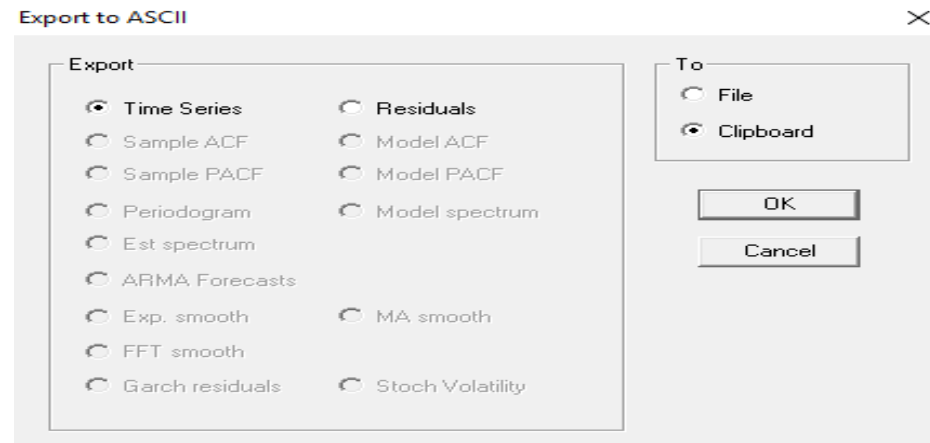 Export to ASCII
Export
Time Series
Residuals
Sample ACF
Model ACF
Sample PACF
Model PACF
Periodogram
Model spectrum
Est spectrum
ARMA Forecasts
Exp. smooth
MA smooth
FFT smooth
Garch residuals
Stoch Volatility
To
File
Clipboard
OK
Cancel